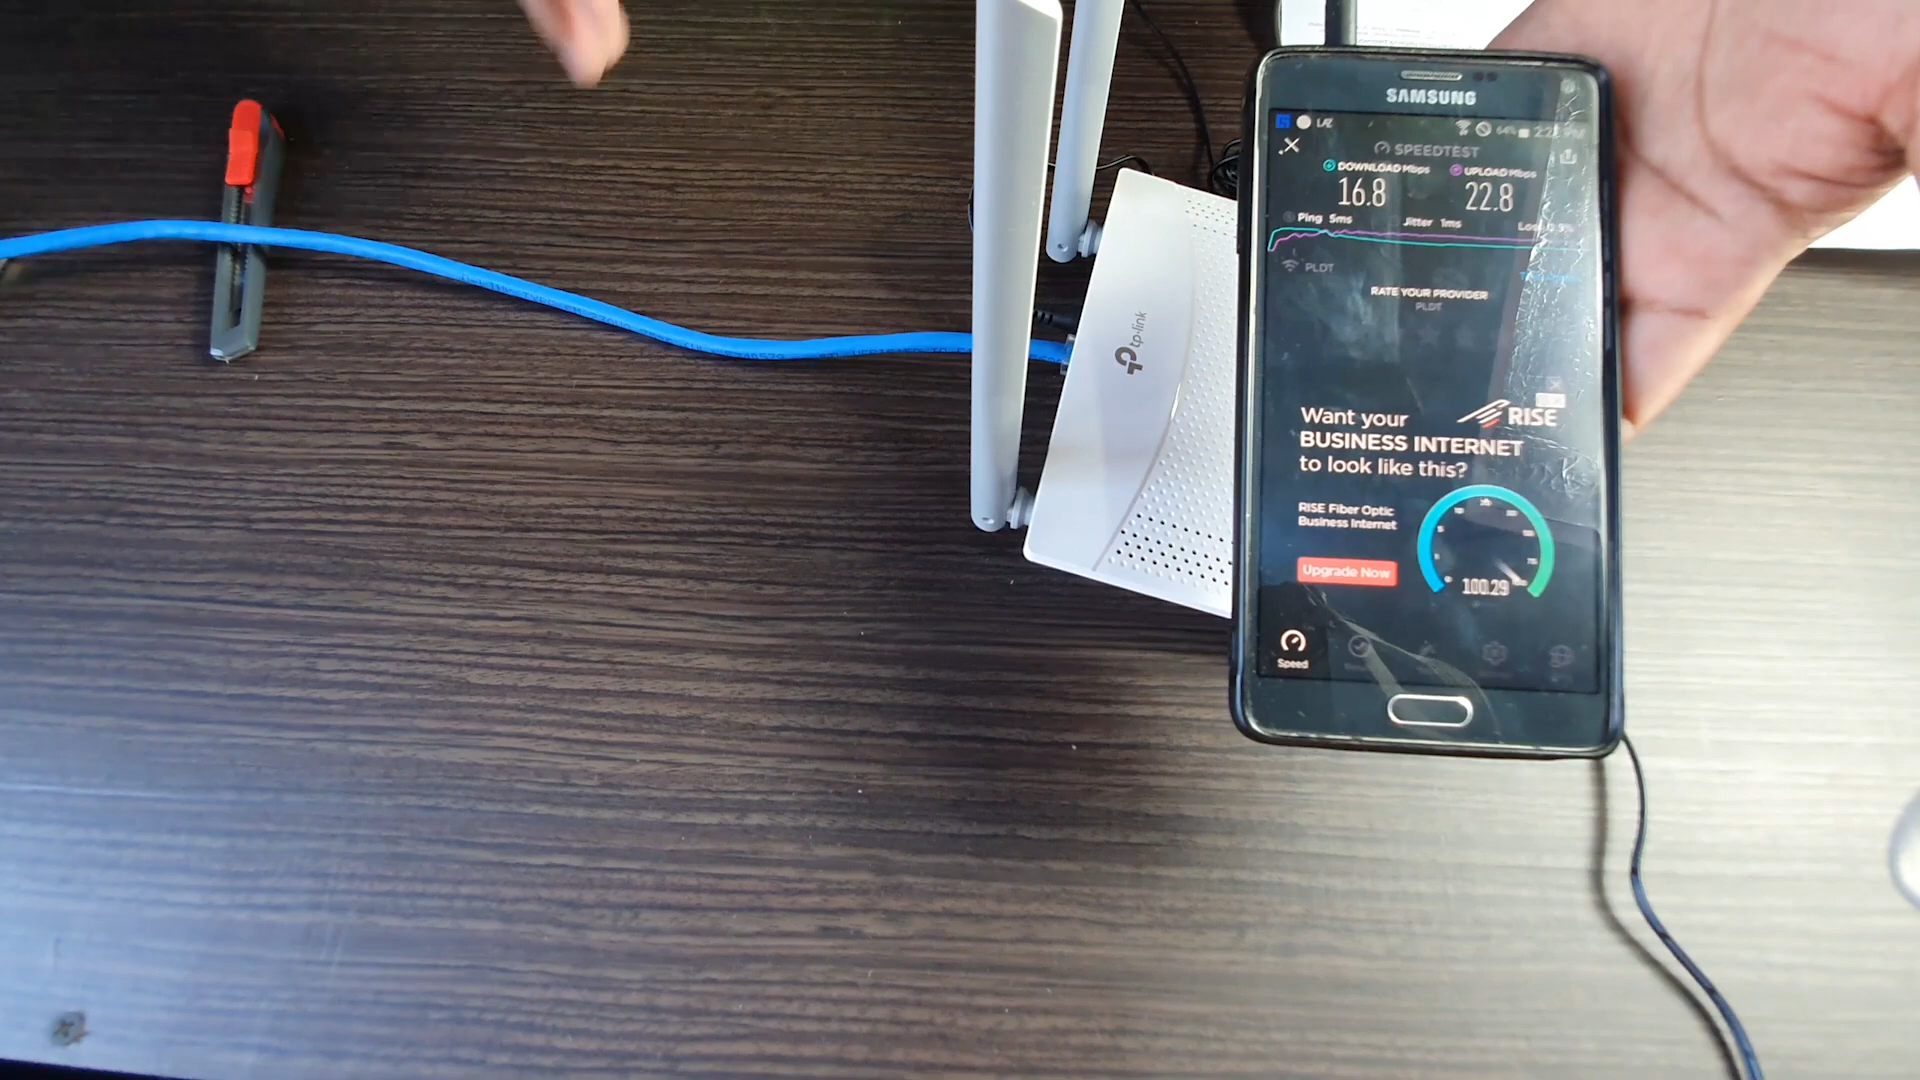 SAMSUNG
LAZ
64%
SPEEDTEST
DOWNLOAD Mbps
UPLOAD Mbps
16.8
22.8
Ping 5ms
Jitter 1ms
PLDT
RATE YOUR PROVIDER
PLDT
Want your
BUSINESS INTERNET
to look like this?
RISE
RISE Fiber Optic
Business Internet
Upgrade Now
100.29
Speed
tp-link